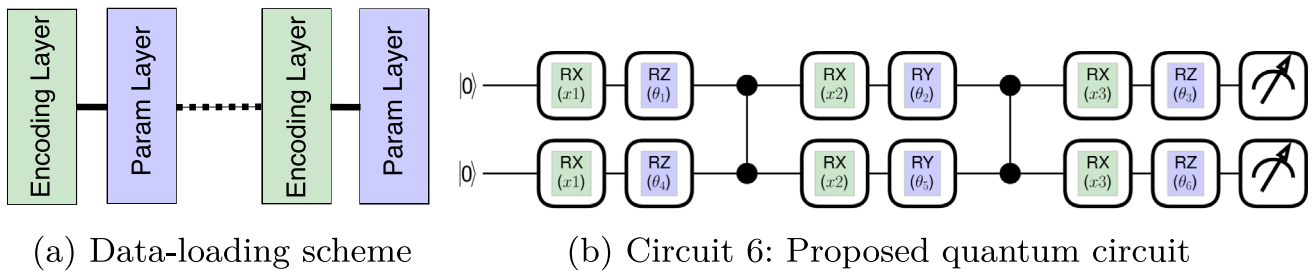 Encoding Layer
Param Layer
Encoding Layer
Param Layer
|0⟩ RX (x1) RZ (θ₁) RX (x2) RY (θ₂) RX (x3) RZ (θ₃)
|0⟩ RX (x1) RZ (θ₄) RX (x2) RY (θ₅) RX (x3) RZ (θ₆)
(a) Data-loading scheme
(b) Circuit 6: Proposed quantum circuit